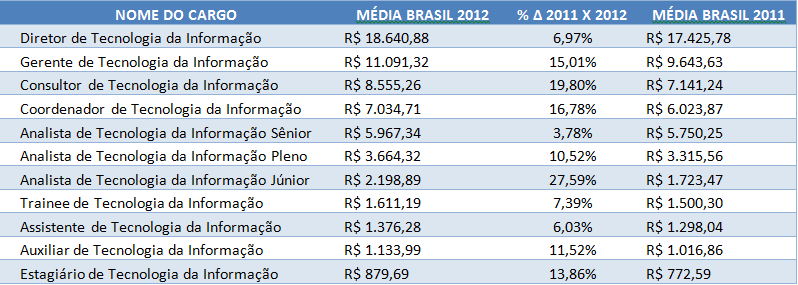 NOME DO CARGO MÉDIA BRASIL 2012 % Δ 2011 X 2012 MÉDIA BRASIL 2011
Diretor de Tecnologia da Informação R$ 18.640,88 6,97% R$ 17.425,78
Gerente de Tecnologia da Informação R$ 11.091,32 15,01% R$ 9.643,63
Consultor de Tecnologia da Informação R$ 8.555,26 19,80% R$ 7.141,24
Coordenador de Tecnologia da Informação R$ 7.034,71 16,78% R$ 6.023,87
Analista de Tecnologia da Informação Sênior R$ 5.967,34 3,78% R$ 5.750,25
Analista de Tecnologia da Informação Pleno R$ 3.664,32 10,52% R$ 3.315,56
Analista de Tecnologia da Informação Júnior R$ 2.198,89 27,59% R$ 1.723,47
Trainee de Tecnologia da Informação R$ 1.611,19 7,39% R$ 1.500,30
Assistente de Tecnologia da Informação R$ 1.376,28 6,03% R$ 1.298,04
Auxiliar de Tecnologia da Informação R$ 1.133,99 11,52% R$ 1.016,86
Estagiário de Tecnologia da Informação R$ 879,69 13,86% R$ 772,59